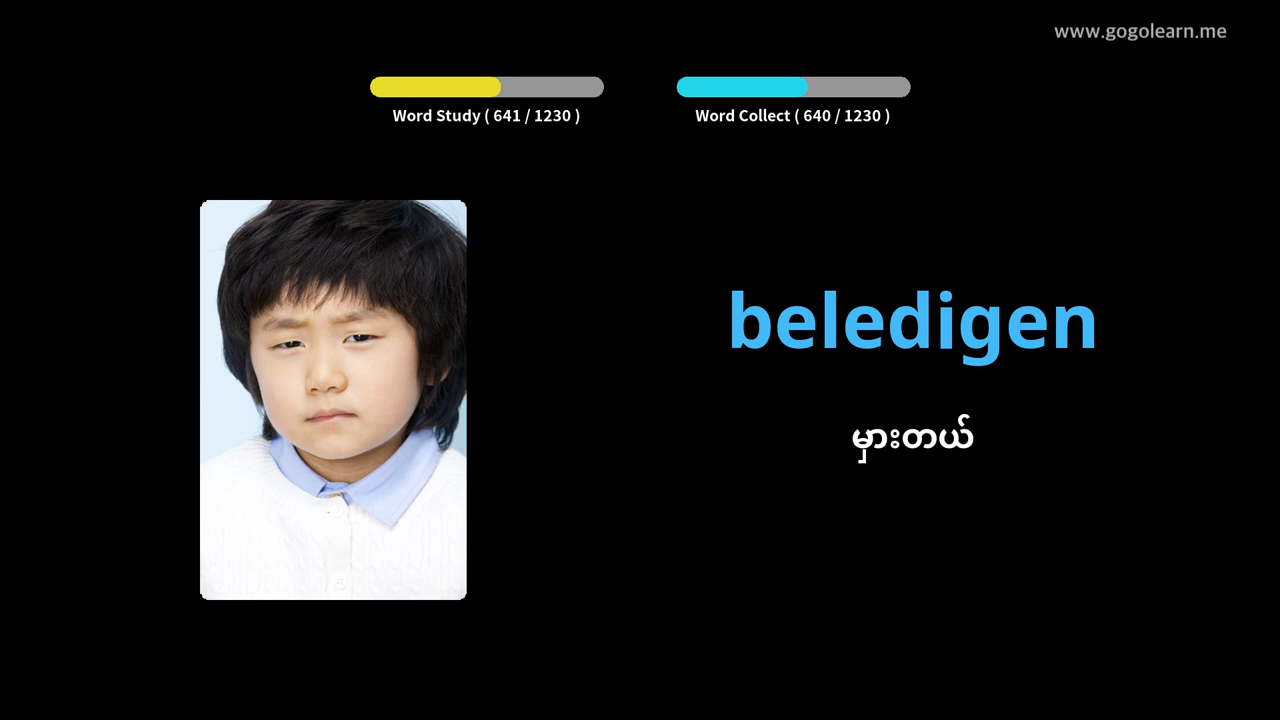 www.gogolearn.me
Word Study ( 641 / 1230 )
Word Collect ( 640 / 1230 )
beledigen
မှားတယ်